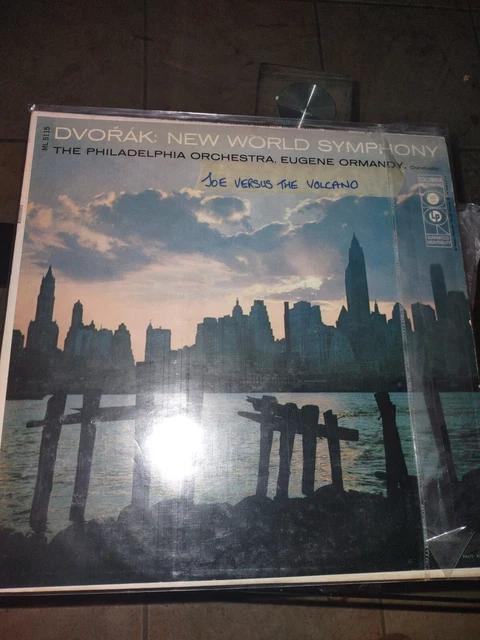 ML 5115
DVOŘÁK: NEW WORLD SYMPHONY
THE PHILADELPHIA ORCHESTRA, EUGENE ORMANDY, Conductor
JOE VERSUS THE VOLCANO